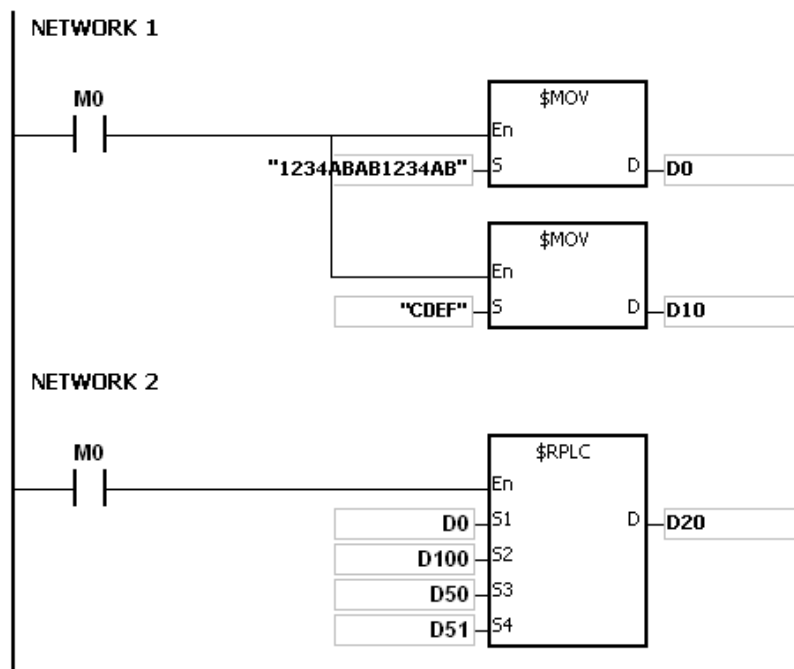 NETWORK 1
M0
$MOV
En
"1234ABAB1234AB" S D D0
$MOV
En
"CDEF" S D D10
NETWORK 2
M0
$RPLC
En
D0 S1 D D20
D100 S2
D50 S3
D51 S4